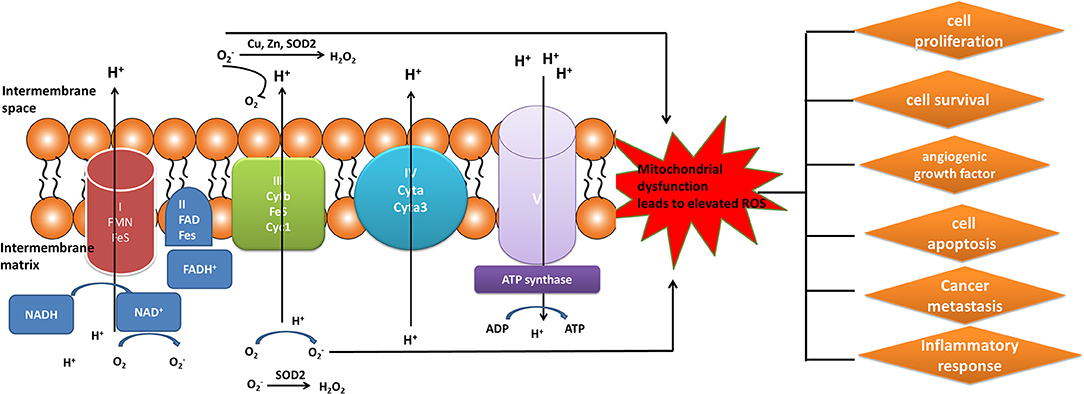 Cu, Zn, SOD2
O₂⁻
H₂O₂
O₂
H⁺
H⁺
H⁺
H⁺
H⁺
H⁺
Intermembrane
space
I
FMN
FeS
II
FAD
Fes
III
Cytb
FeS
Cyc1
IV
Cyta
Cyta3
V
Mitochondrial
dysfunction
leads to elevated ROS
Intermembrane
matrix
FADH⁺
ATP synthase
NADH
NAD⁺
H⁺
H⁺
O₂
O₂⁻
H⁺
O₂
O₂⁻
SOD2
O₂⁻
H₂O₂
H⁺
ADP
H⁺
ATP
cell
proliferation
cell survival
angiogenic
growth factor
cell
apoptosis
Cancer
metastasis
Inflammatory
response